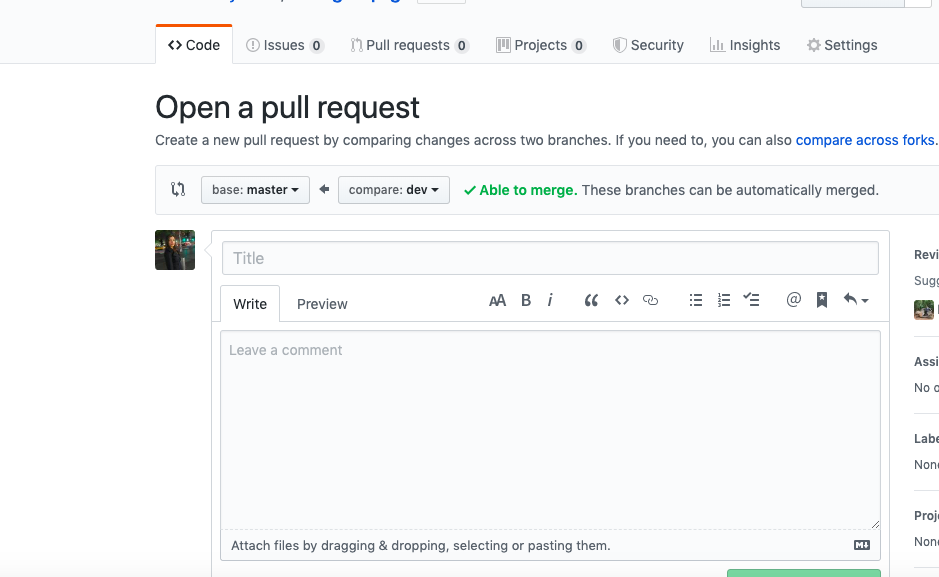 Code Issues 0 Pull requests 0 Projects 0 Security Insights Settings
Open a pull request
Create a new pull request by comparing changes across two branches. If you need to, you can also compare across forks.
base: master compare: dev Able to merge. These branches can be automatically merged.
Title
Write Preview AA B i
Leave a comment
Attach files by dragging & dropping, selecting or pasting them.
Revi
Sugg
Assi
No o
Labe
None
Proje
None